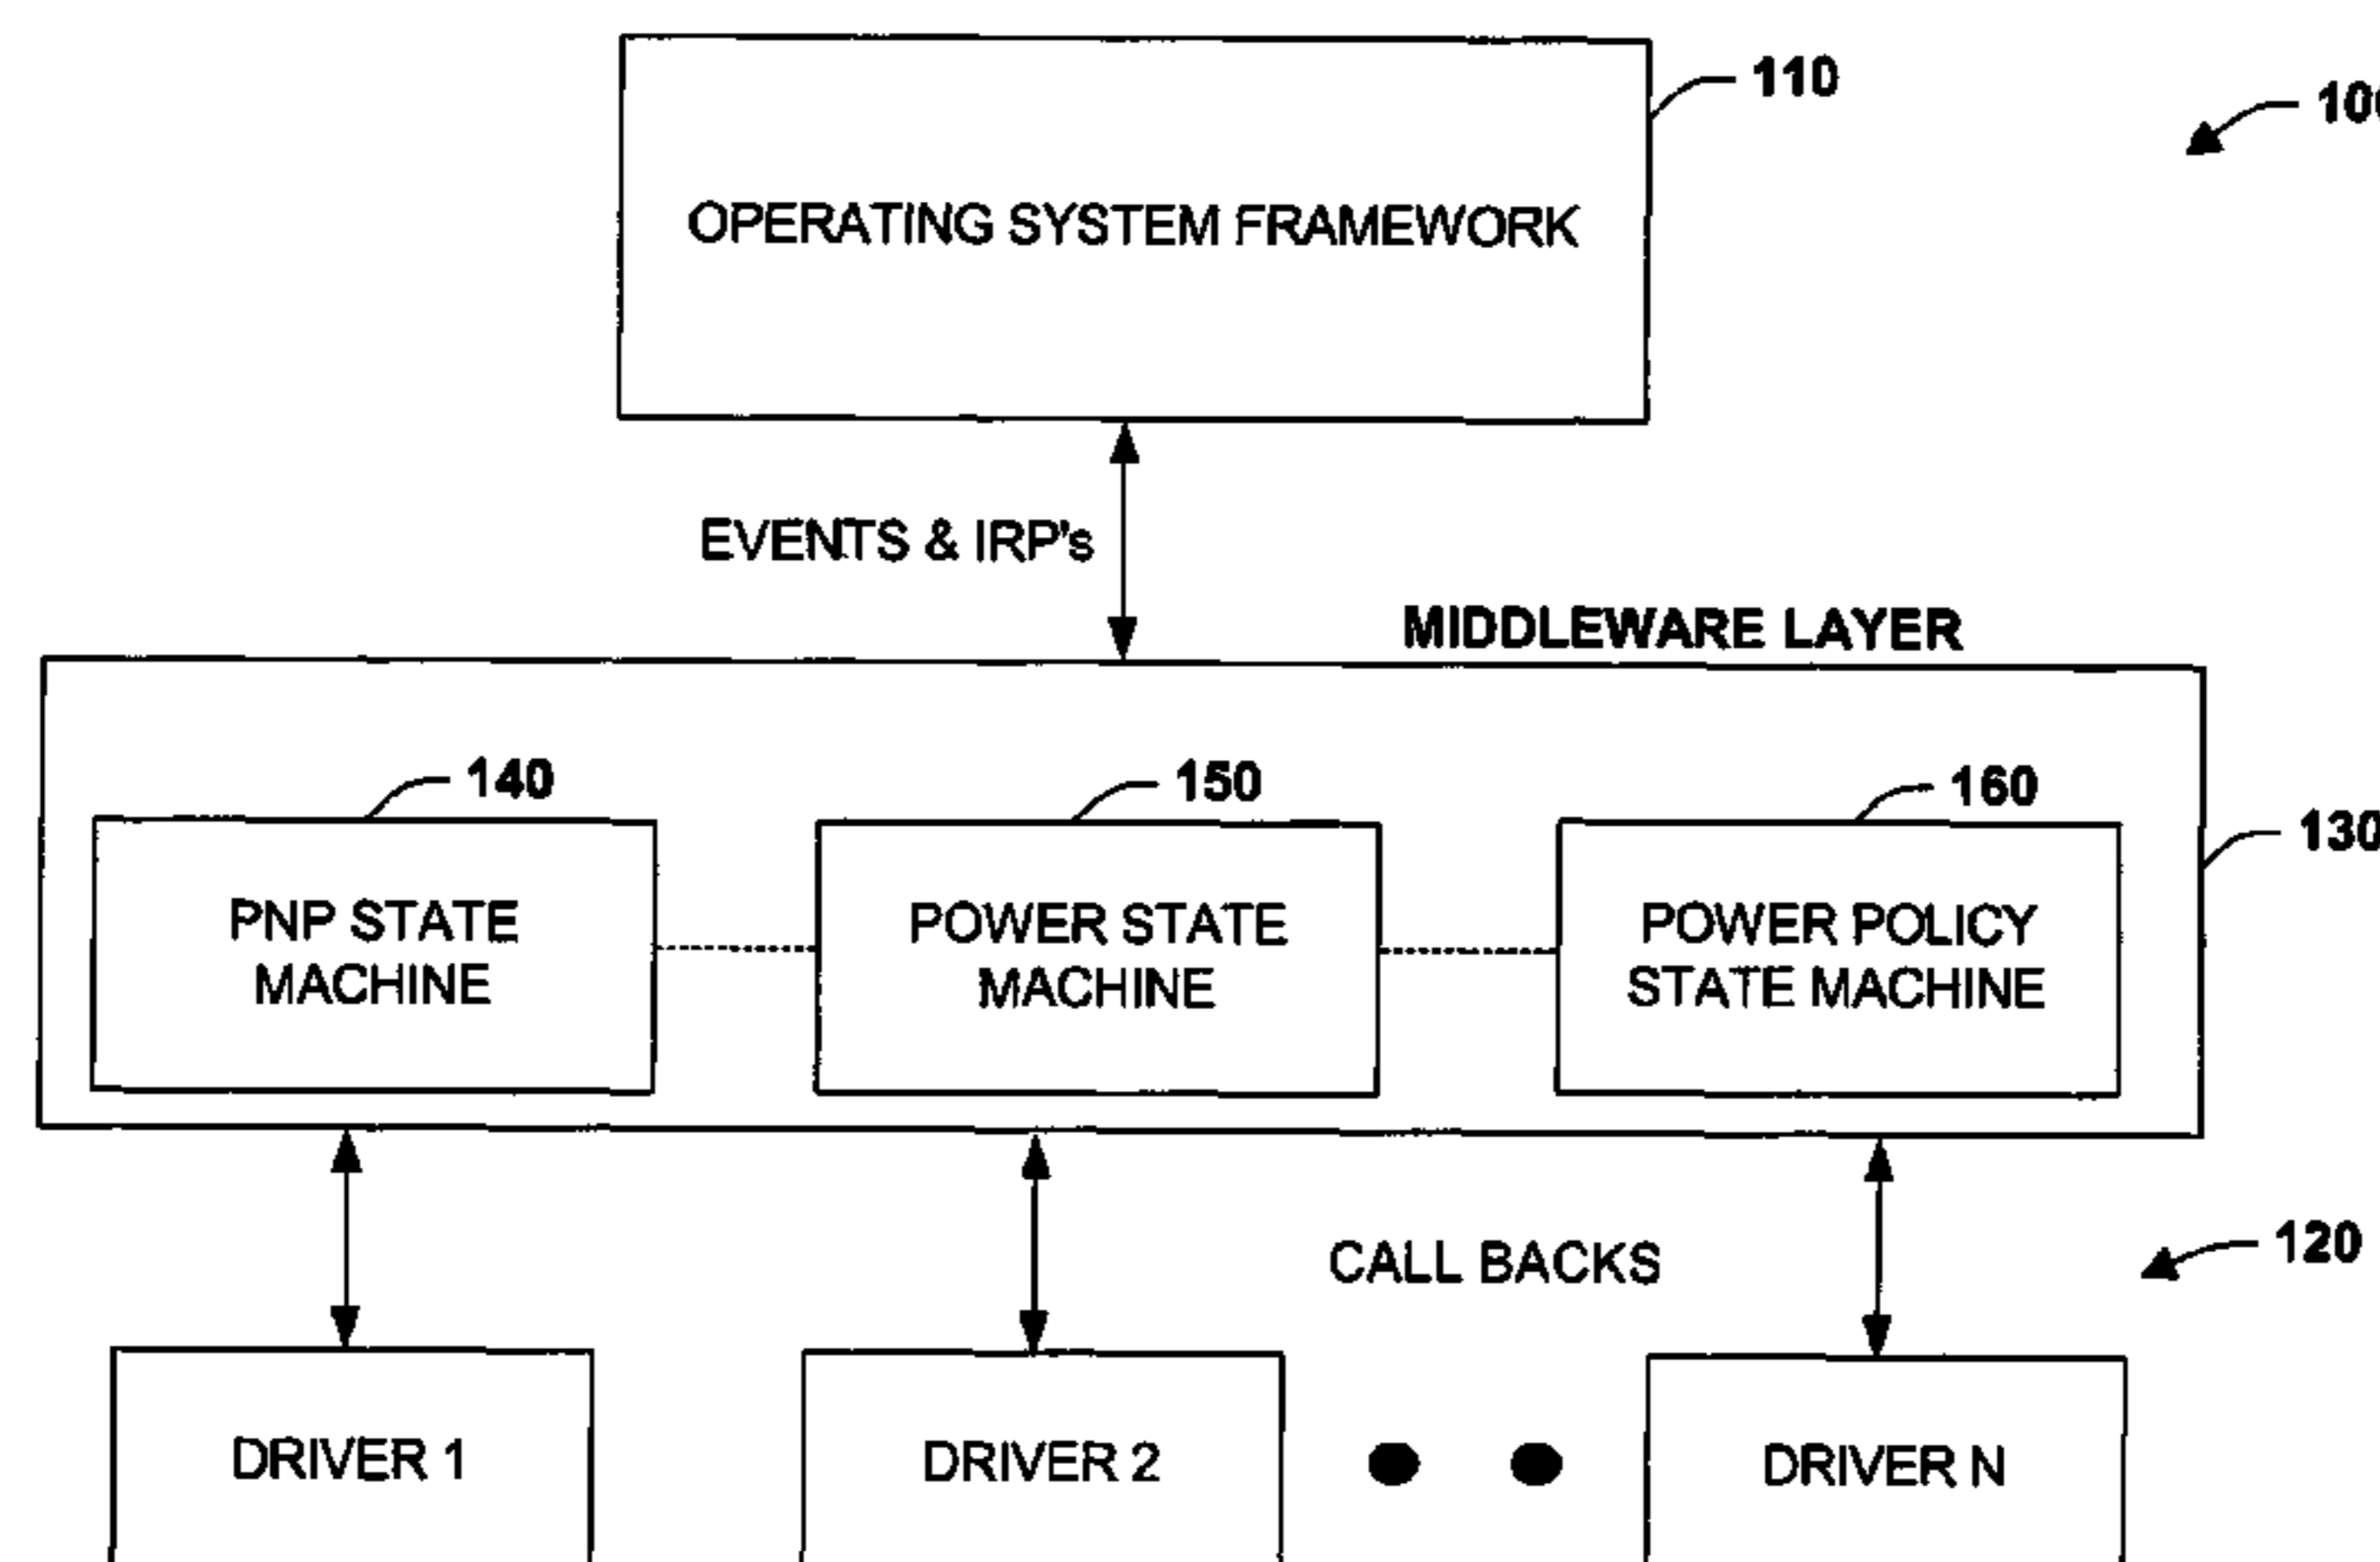 110
OPERATING SYSTEM FRAMEWORK
EVENTS & IRP's
MIDDLEWARE LAYER
140
150
160
130
PNP STATE
MACHINE
POWER STATE
MACHINE
POWER POLICY
STATE MACHINE
CALL BACKS
120
DRIVER 1
DRIVER 2
DRIVER N